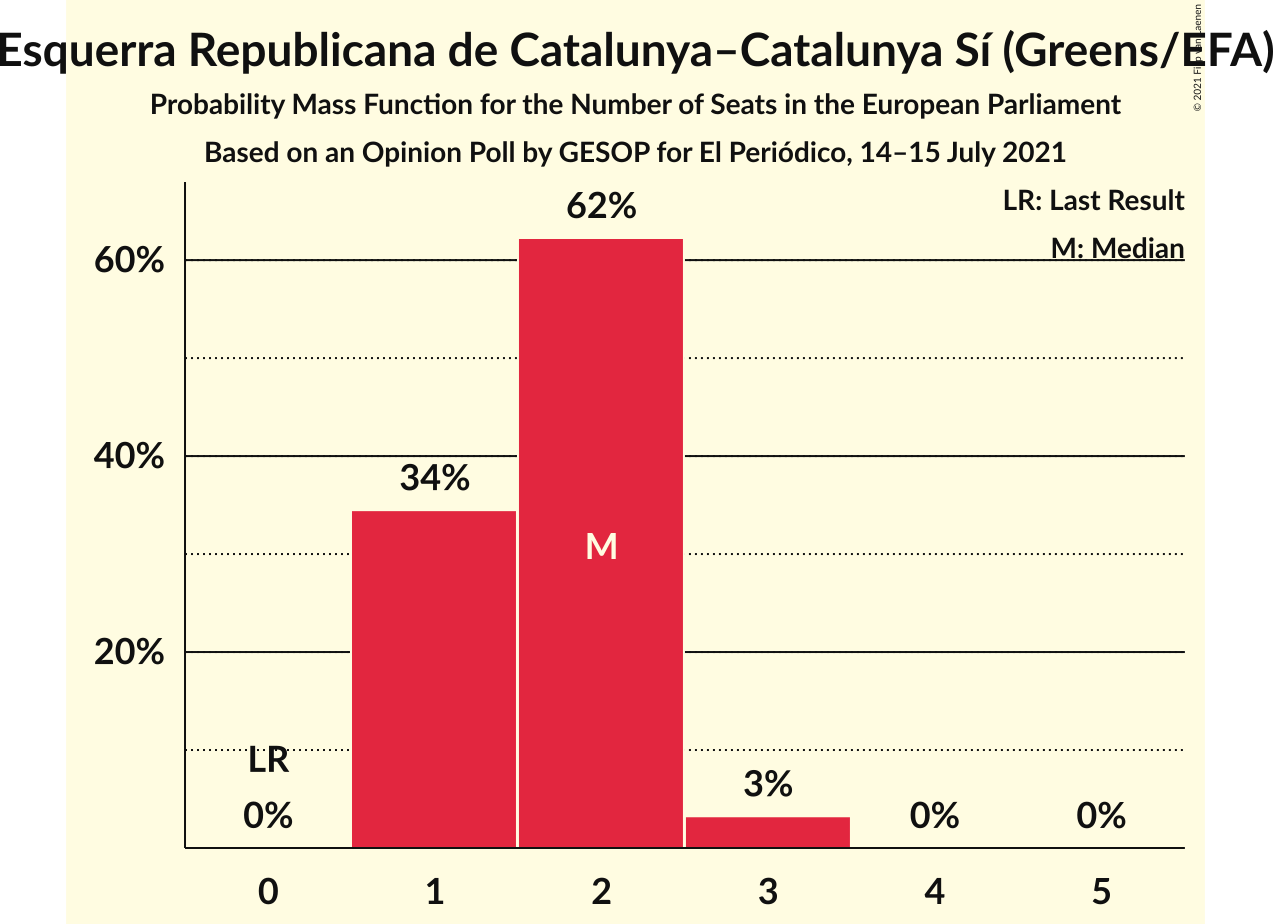 Esquerra Republicana de Catalunya–Catalunya Sí (Greens/EFA)
Probability Mass Function for the Number of Seats in the European Parliament
Based on an Opinion Poll by GESOP for El Periódico, 14–15 July 2021
© 2021
LR: Last Result
M: Median
62%
60%
40%
34%
M
20%
LR
0%
3%
0%
0%
0
1
2
3
4
5